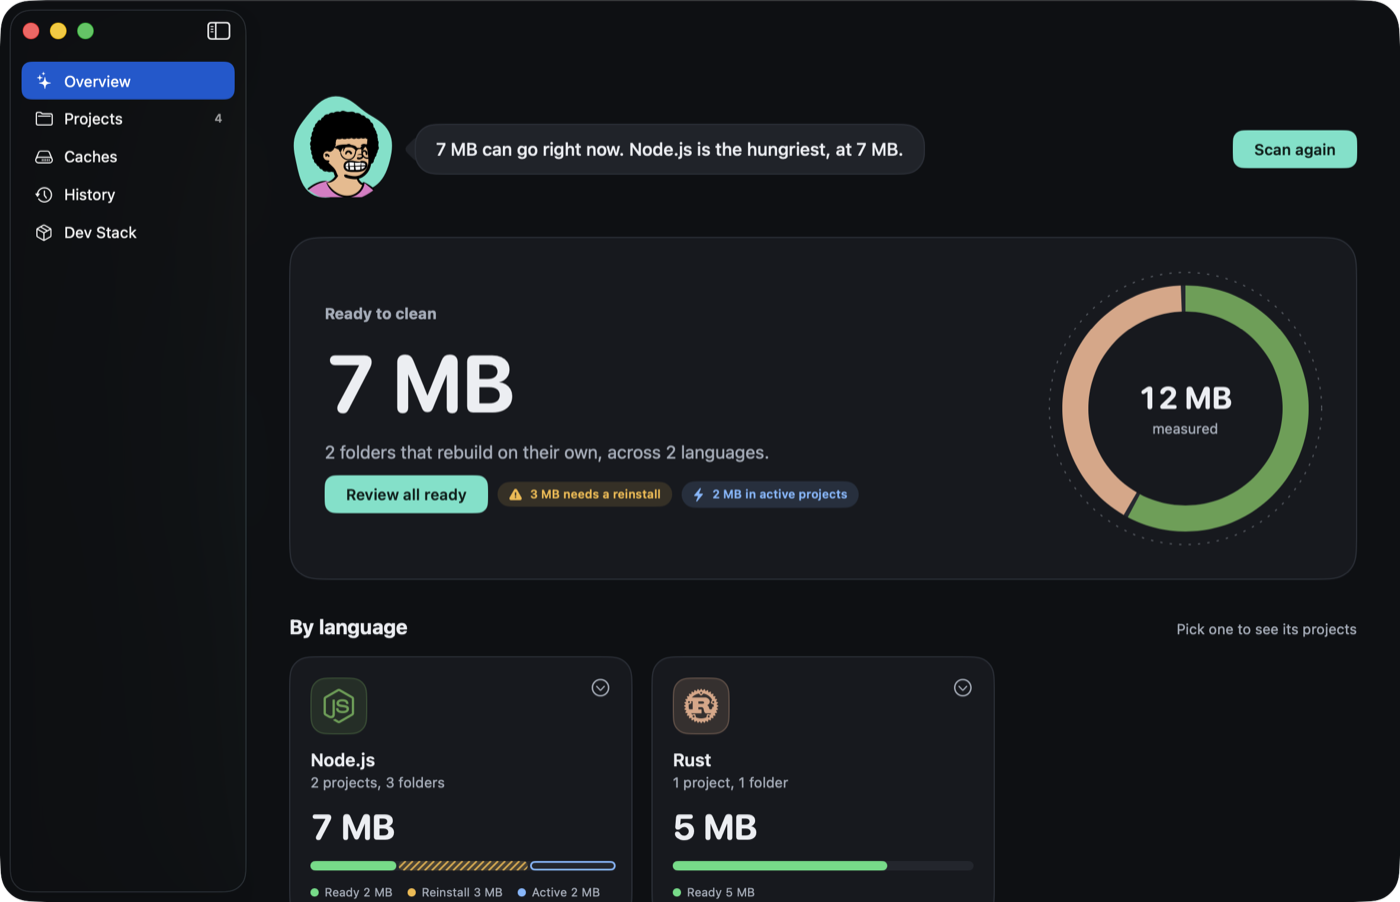 Overview
Projects 4
Caches
History
Dev Stack
7 MB can go right now. Node.js is the hungriest, at 7 MB.
Scan again
Ready to clean
7 MB
2 folders that rebuild on their own, across 2 languages.
Review all ready
3 MB needs a reinstall
2 MB in active projects
12 MB
measured
By language
Pick one to see its projects
JS
Node.js
2 projects, 3 folders
7 MB
Ready 2 MB
Reinstall 3 MB
Active 2 MB
R
Rust
1 project, 1 folder
5 MB
Ready 5 MB